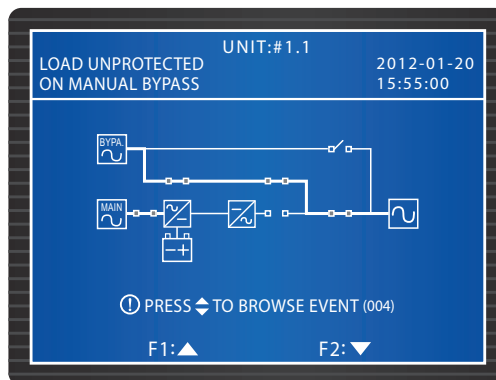 UNIT:#1.1
LOAD UNPROTECTED
ON MANUAL BYPASS
2012-01-20
15:55:00
BYPA.
MAIN
PRESS TO BROWSE EVENT (004)
F1: F2: